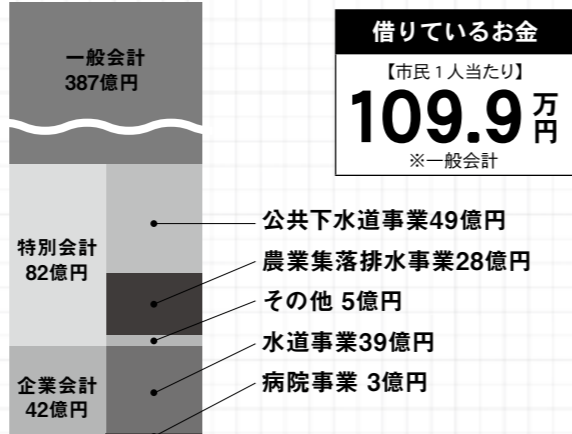 一般会計
387億円
借りているお金
【市民1人当たり】
109.9万円
※一般会計
特別会計
82億円
公共下水道事業49億円
農業集落排水事業28億円
その他 5億円
企業会計
42億円
水道事業39億円
病院事業 3億円